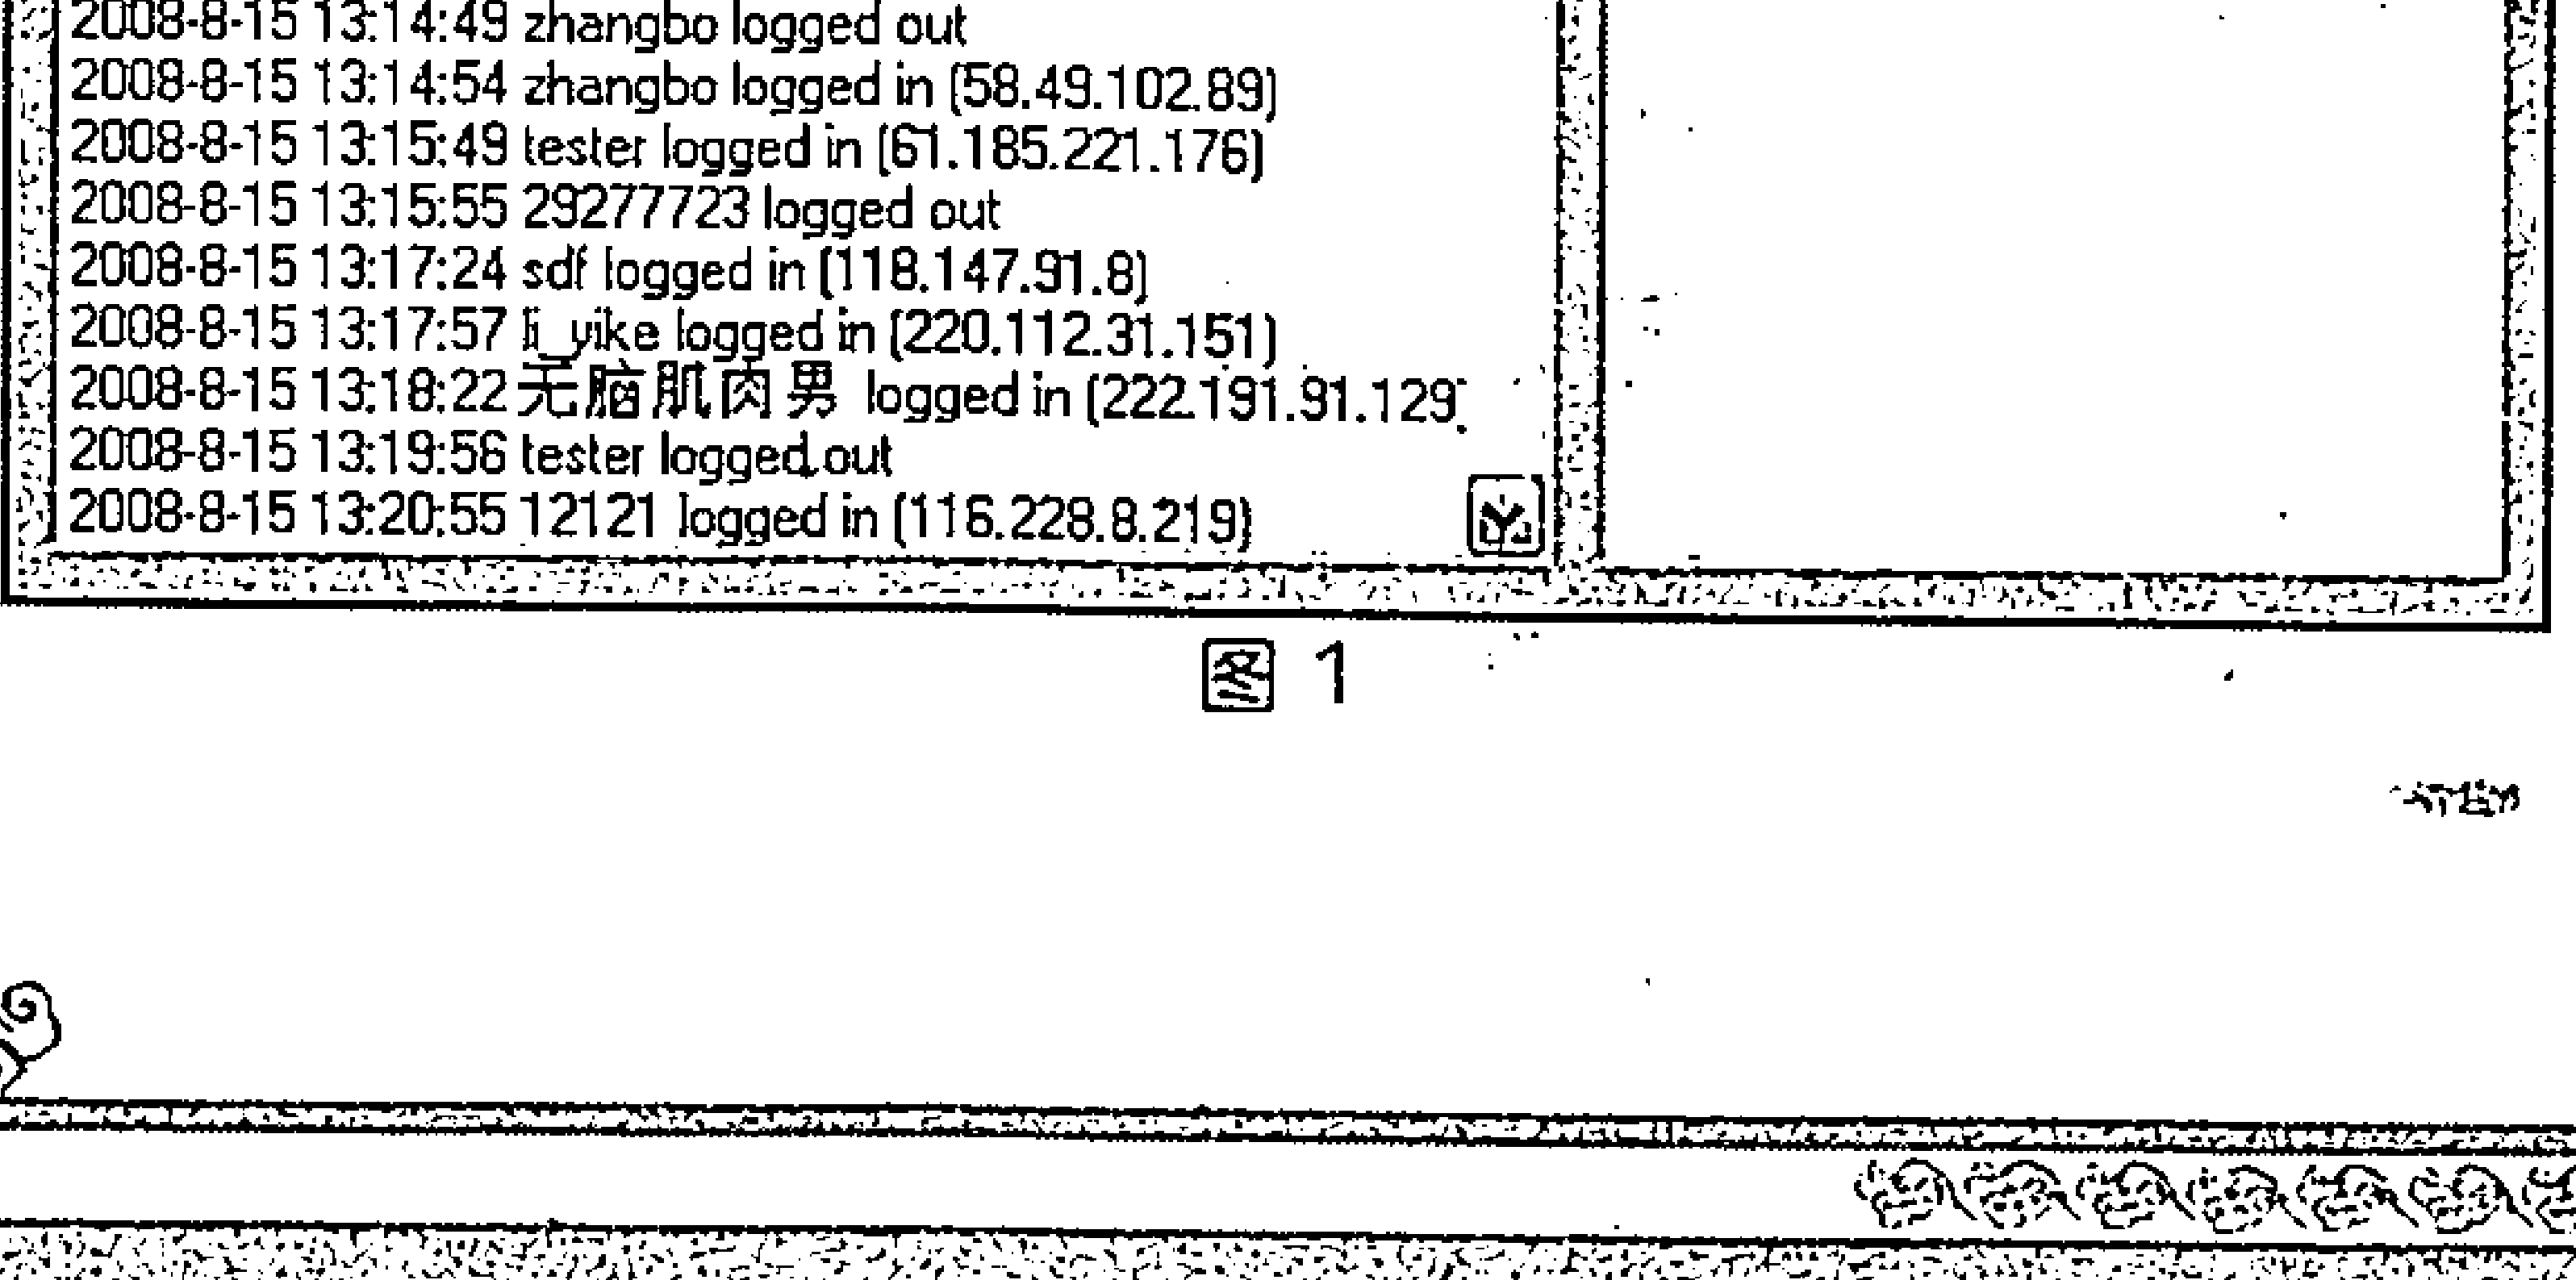 2008-8-15 13:14:49 zhangbo logged out
2008-8-15 13:14:54 zhangbo logged in (58.49.102.89)
2008-8-15 13:15:49 tester logged in (61.185.221.176)
2008-8-15 13:15:55 29277723 logged out
2008-8-15 13:17:24 sdf logged in (118.147.91.8)
2008-8-15 13:17:57 li_yike logged in (220.112.31.151)
2008-8-15 13:18:22 无脑肌肉男 logged in (222.191.91.129
2008-8-15 13:19:56 tester logged out
2008-8-15 13:20:55 12121 logged in (116.228.8.219)
图 1